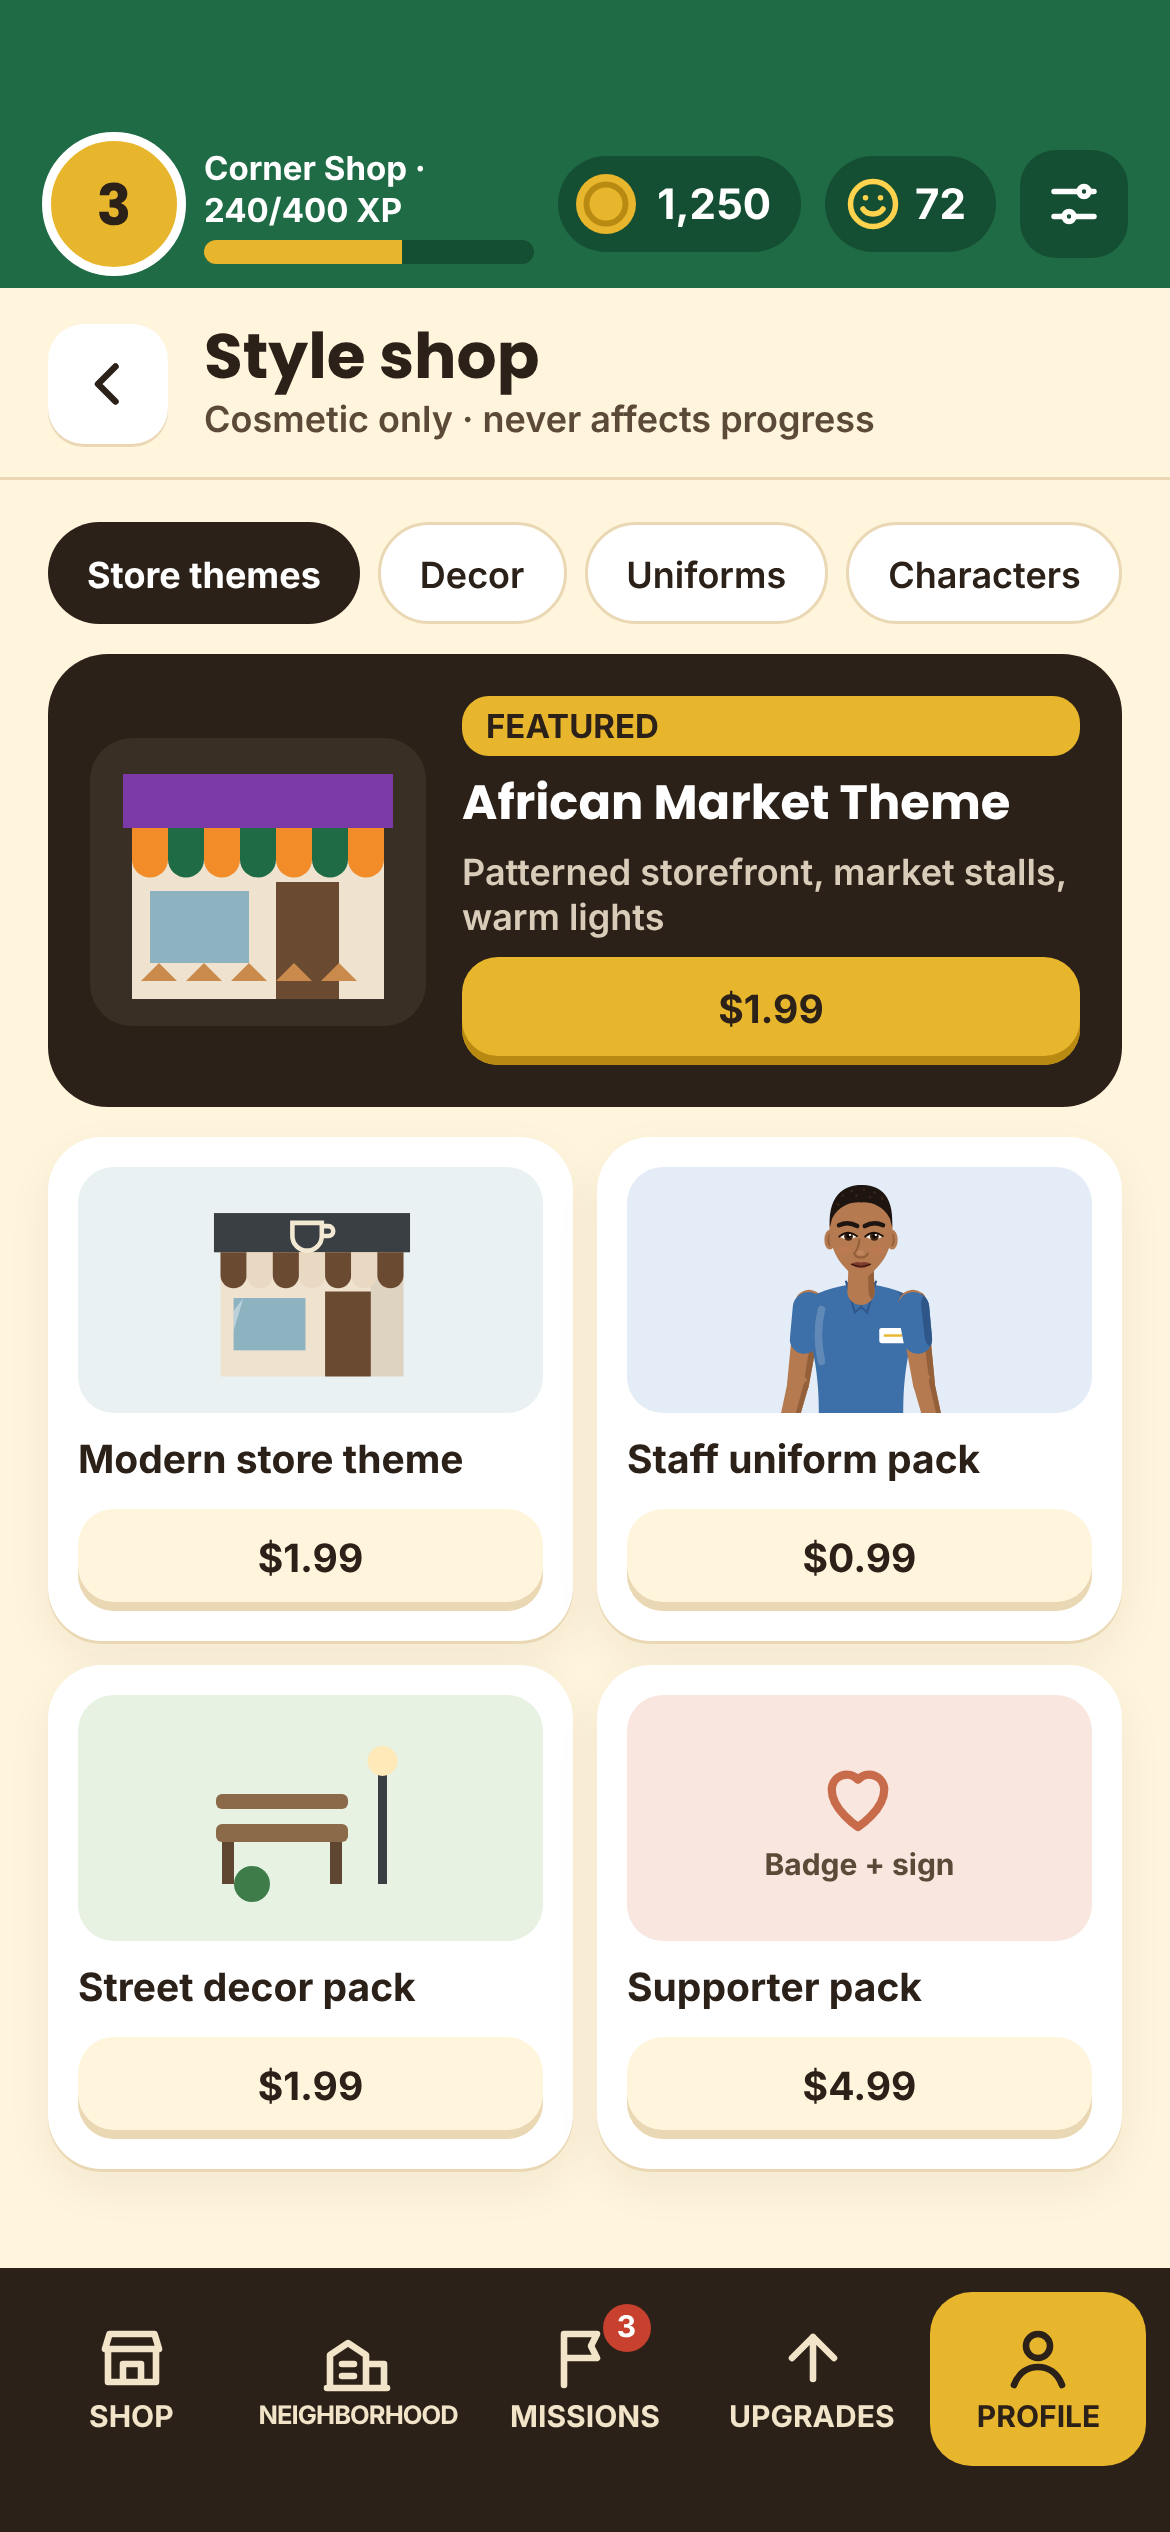 3
Corner Shop ·
240/400 XP
1,250
72
Style shop
Cosmetic only · never affects progress
Store themes
Decor
Uniforms
Characters
FEATURED
African Market Theme
Patterned storefront, market stalls,
warm lights
$1.99
Modern store theme
$1.99
Staff uniform pack
$0.99
Street decor pack
$1.99
Badge + sign
Supporter pack
$4.99
SHOP
NEIGHBORHOOD
3
MISSIONS
UPGRADES
PROFILE